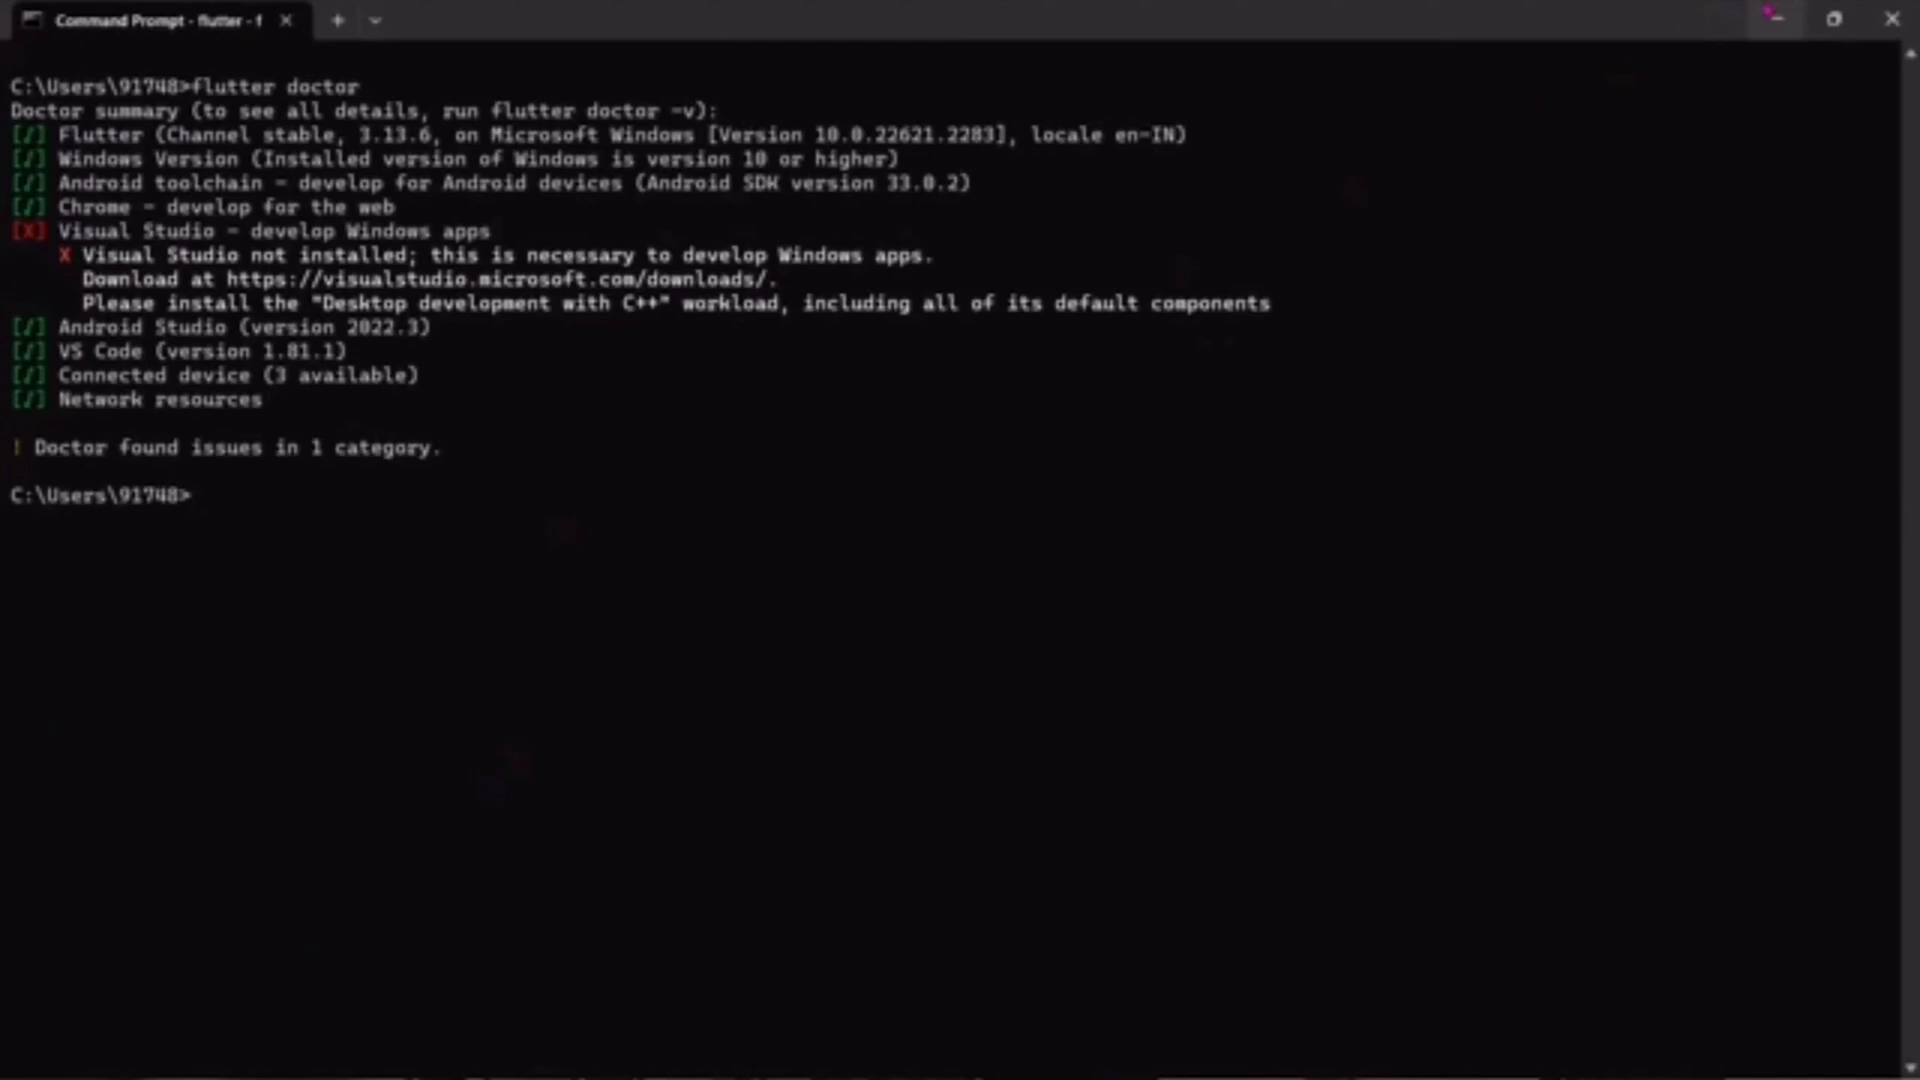 Command Prompt - flutter - f
C:\Users\91748>flutter doctor
Doctor summary (to see all details, run flutter doctor -v):
[√] Flutter (Channel stable, 3.13.6, on Microsoft Windows [Version 10.0.22621.2283], locale en-IN)
[√] Windows Version (Installed version of Windows is version 10 or higher)
[√] Android toolchain - develop for Android devices (Android SDK version 33.0.2)
[√] Chrome - develop for the web
[X] Visual Studio - develop Windows apps
X Visual Studio not installed; this is necessary to develop Windows apps.
Download at https://visualstudio.microsoft.com/downloads/.
Please install the "Desktop development with C++" workload, including all of its default components
[√] Android Studio (version 2022.3)
[√] VS Code (version 1.81.1)
[√] Connected device (3 available)
[√] Network resources
! Doctor found issues in 1 category.
C:\Users\91748>